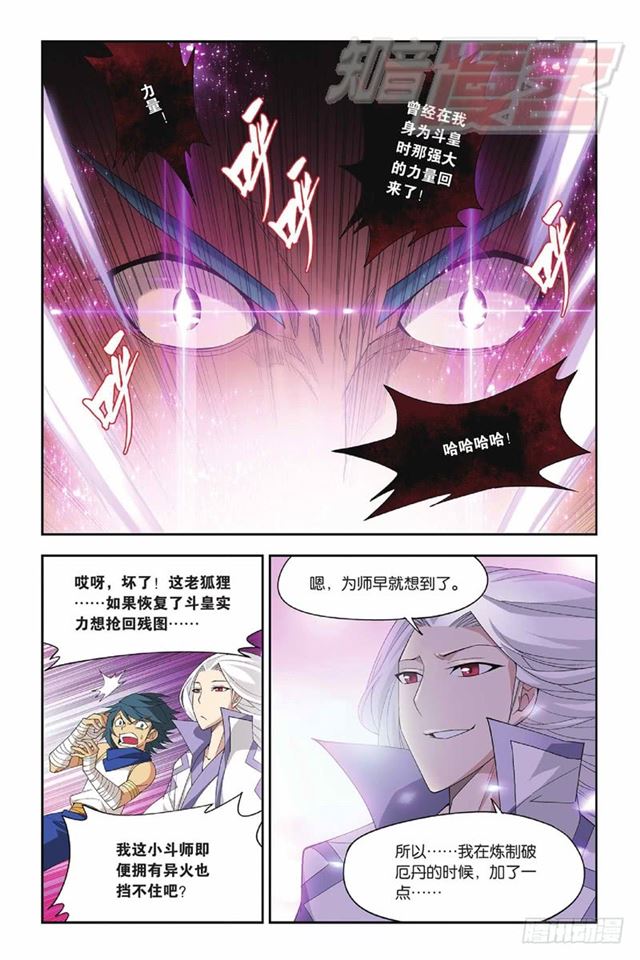 知音漫客
力量！
曾经在我
身为斗皇
时那强大
的力量回
来了！
呼
呼
呼
呼
哈哈哈哈！
哎呀，坏了！这老狐狸
……如果恢复了斗皇实
力想抢回残图……
我这小斗师即
便拥有异火也
挡不住吧？
嗯，为师早就想到了。
所以……我在炼制破
厄丹的时候，加了一
点……
腾讯动漫